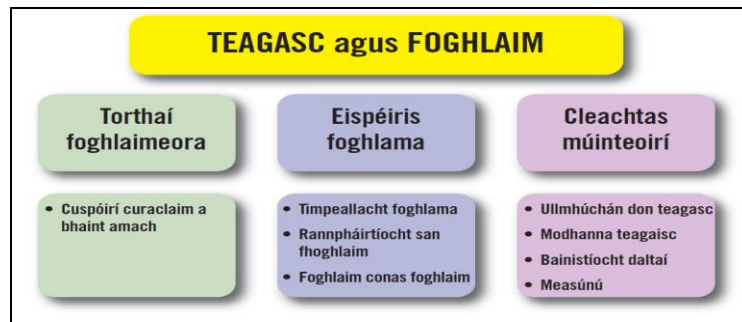 TEAGASC agus FOGHLAIM
Torthaí
foghlaimeora
• Cuspóirí curaclaim a
bhaint amach
Eispéiris
foghlama
• Timpeallacht foghlama
• Rannpháirtíocht san
fhoghlaim
• Foghlaim conas foghlaim
Cleachtas
múinteoirí
• Ullmhúchán don teagasc
• Modhanna teagaisc
• Bainistíocht daltaí
• Measúnú